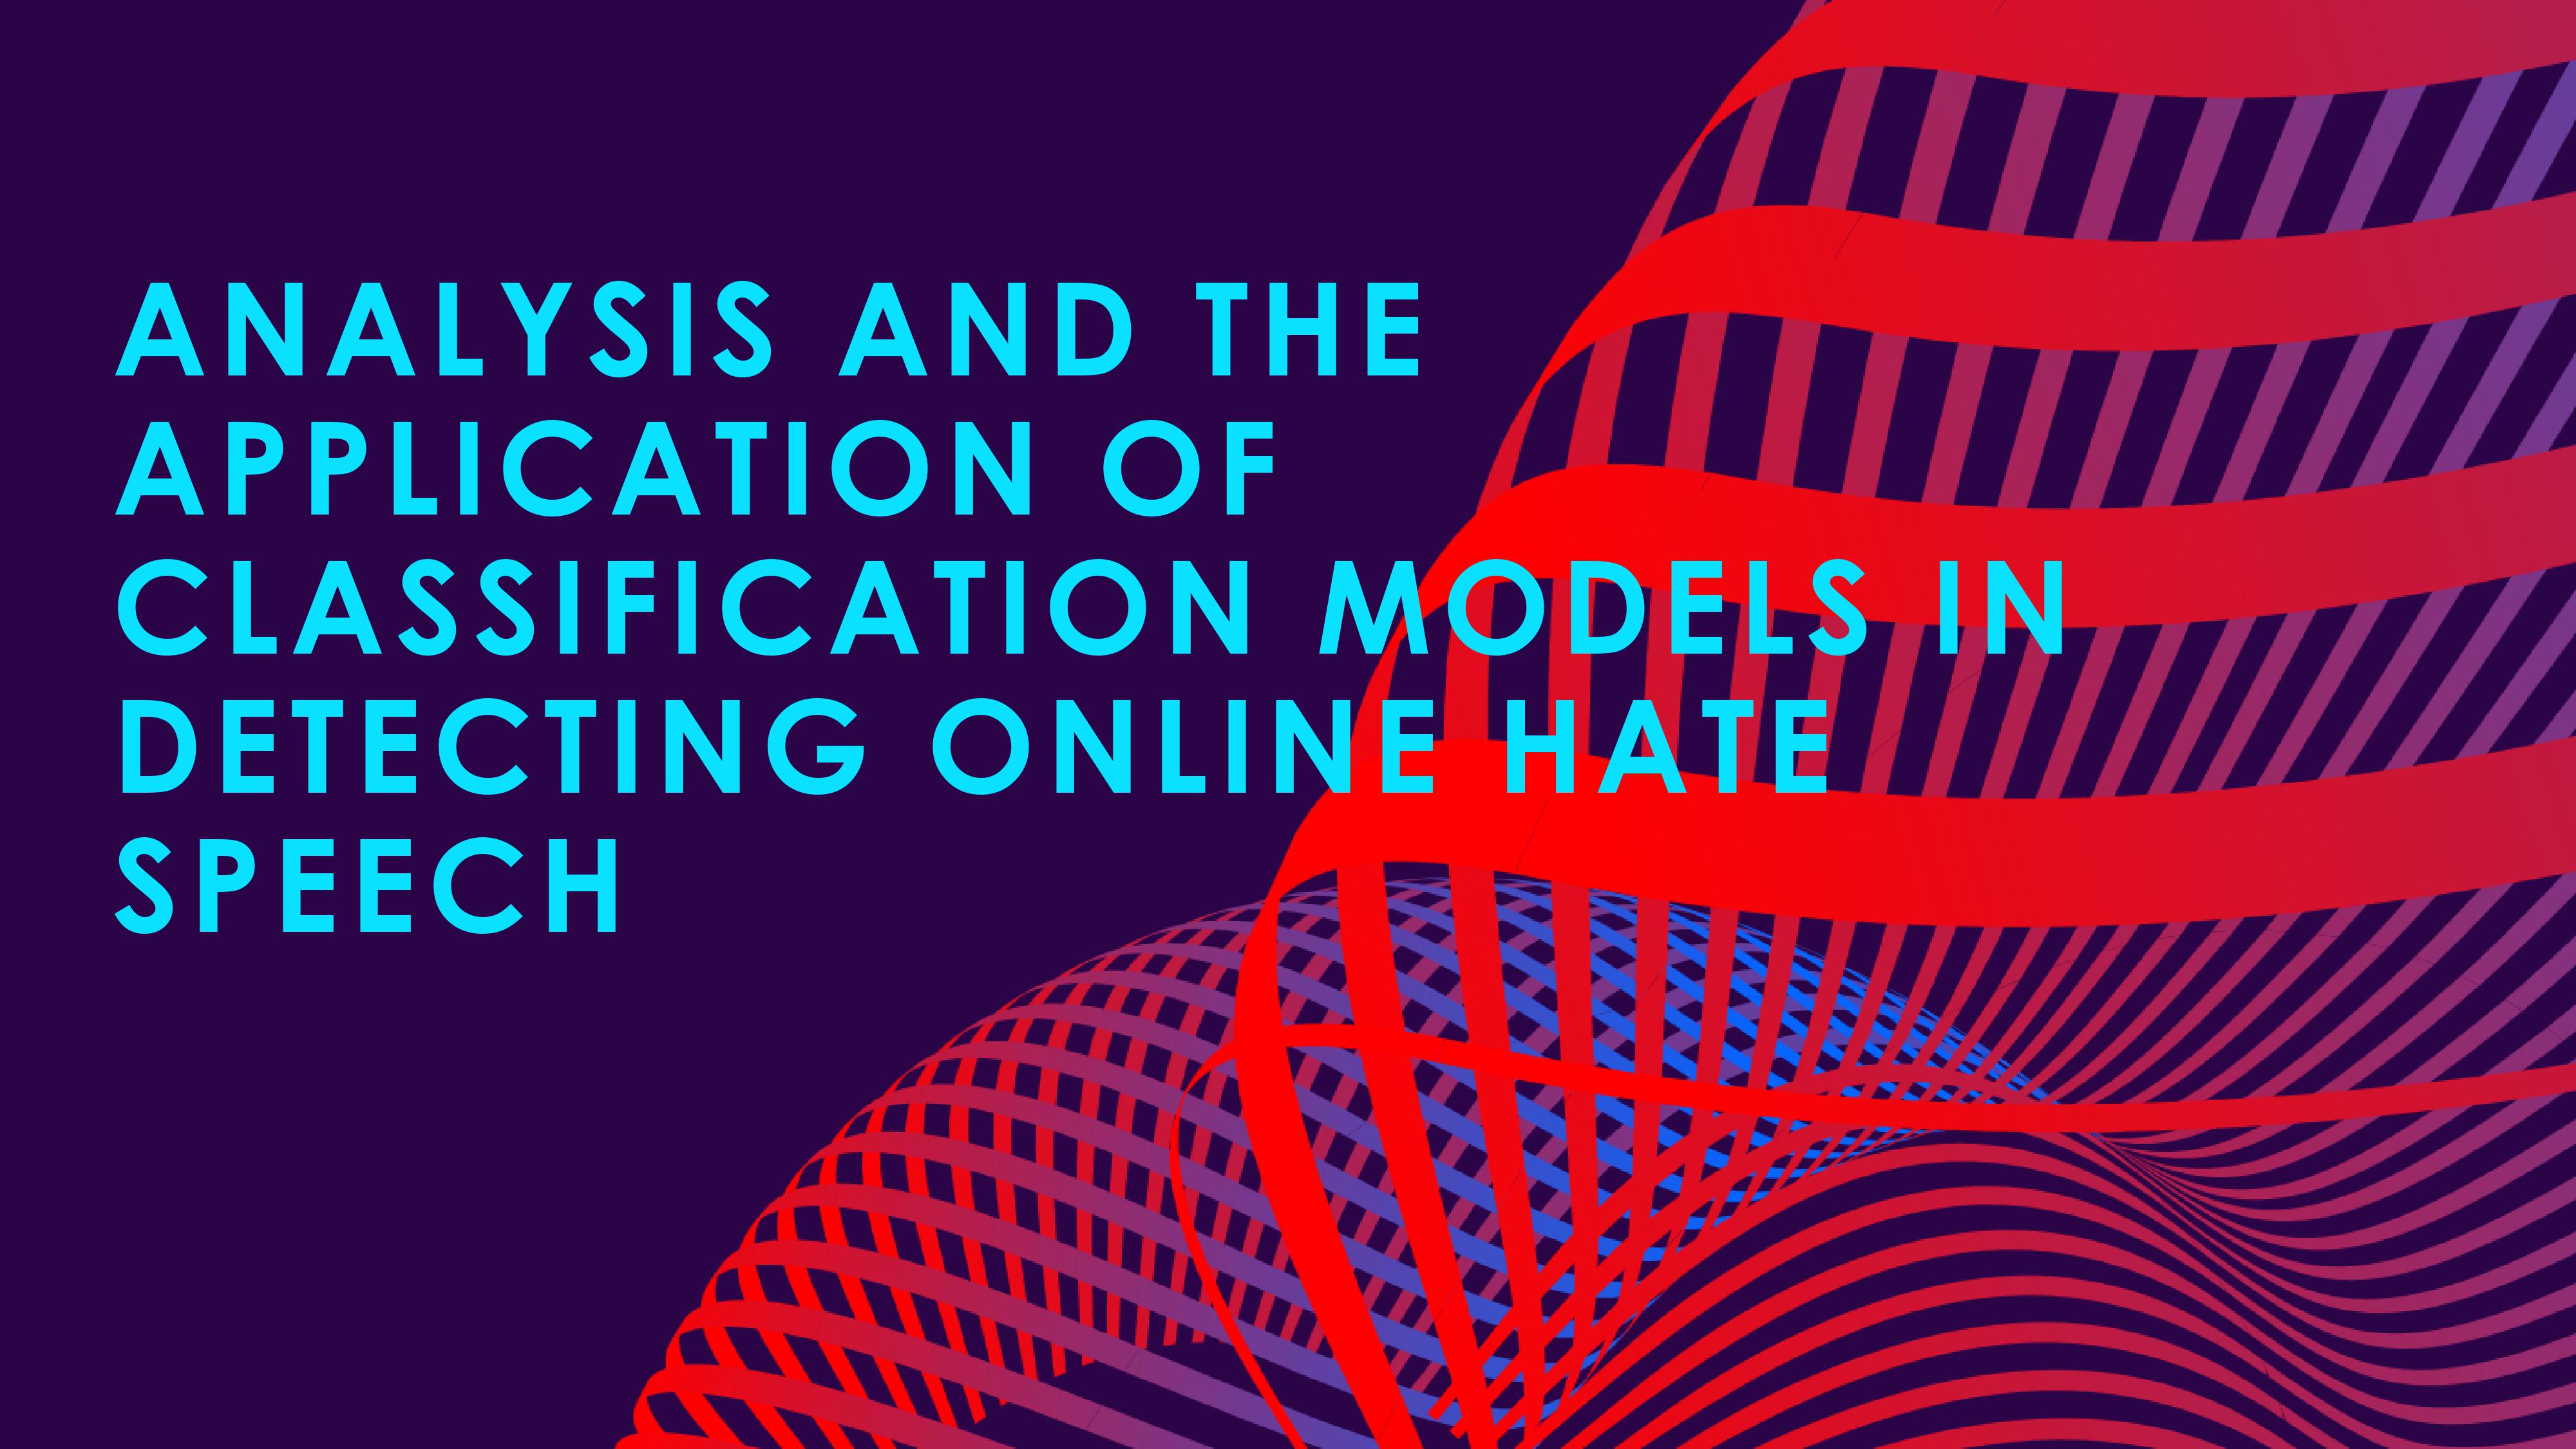 ANALYSIS AND THE
APPLICATION OF
CLASSIFICATION MODELS IN
DETECTING ONLINE HATE
SPEECH